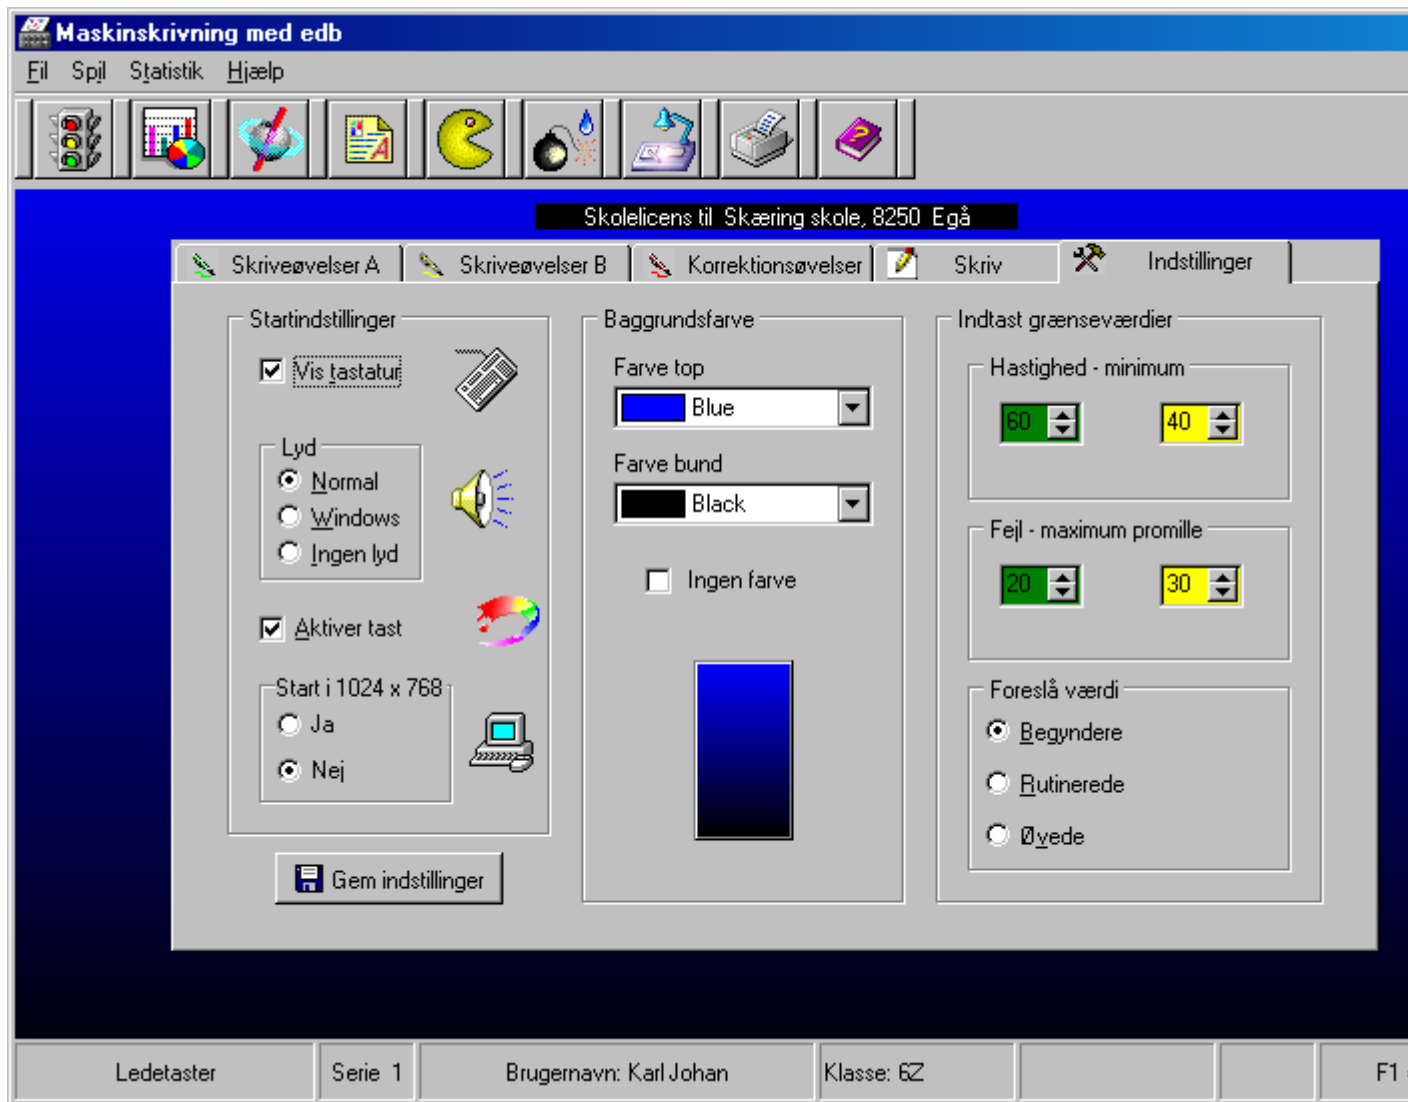 Maskinskrivning med edb
Fil Spil Statistik Hjælp
Skolelicens til Skæring skole, 8250 Egå
Skriveøvelser A Skriveøvelser B Korrektionsøvelser Skriv Indstillinger
Startindstillinger
Vis tastatur
Lyd
Normal
Windows
Ingen lyd
Aktiver tast
Start i 1024 x 768
Ja
Nej
Gem indstillinger
Baggrundsfarve
Farve top
Blue
Farve bund
Black
Ingen farve
Indtast grænseværdier
Hastighed - minimum
60 40
Fejl - maximum promille
20 30
Foreslå værdi
Begyndere
Rutinerede
Øvede
Ledetaster Serie 1 Brugernavn: Karl Johan Klasse: 6Z F1